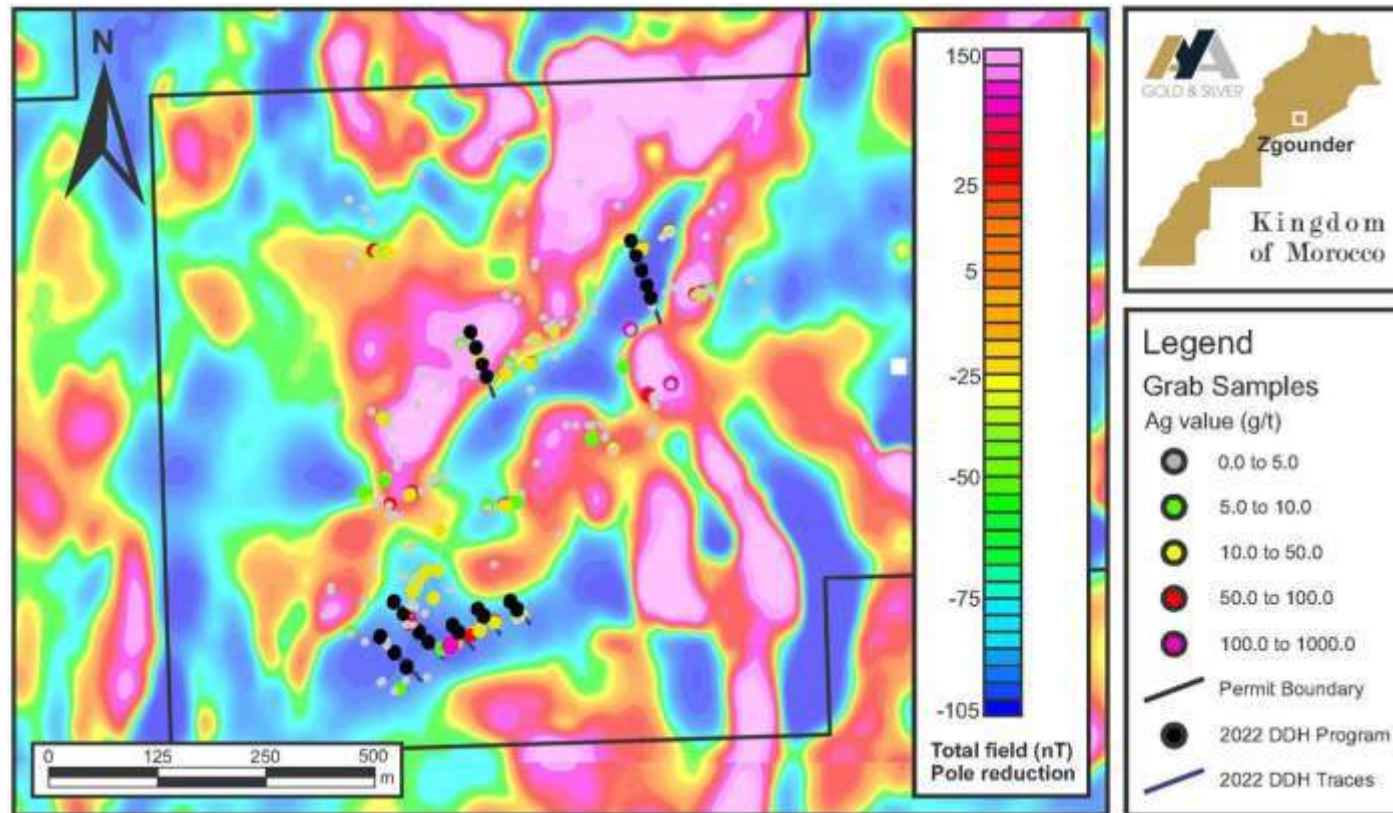 N
150
25
5
-25
-50
-75
-105
Total field (nT)
Pole reduction
0 125 250 500
m
GOLD & SILVER
Zgounder
Kingdom
of Morocco
Legend
Grab Samples
Ag value (g/t)
0.0 to 5.0
5.0 to 10.0
10.0 to 50.0
50.0 to 100.0
100.0 to 1000.0
Permit Boundary
2022 DDH Program
2022 DDH Traces